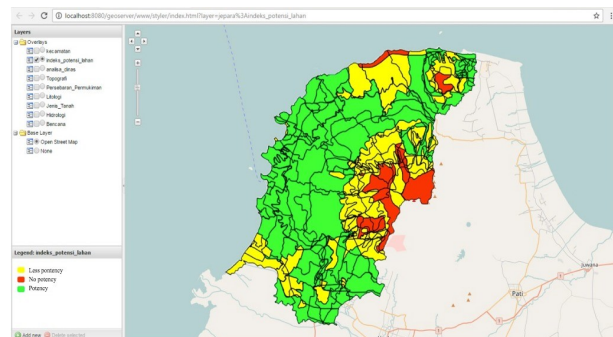 localhost:8080/geoserver/www/styler/index.html?layer=jepara%3Aindeks_potensi_lahan
Layers
Overlays
kecamatan
indeks_potensi_lahan
analisa_dinas
Topografi
Persebaran_Permukiman
Litologi
Jenis_Tanah
Hidrologi
Bencana
Base Layer
Open Street Map
None
Legend: indeks_potensi_lahan
Less pontency
No potency
Potency
Add new Delete selected
Pati
Juwana